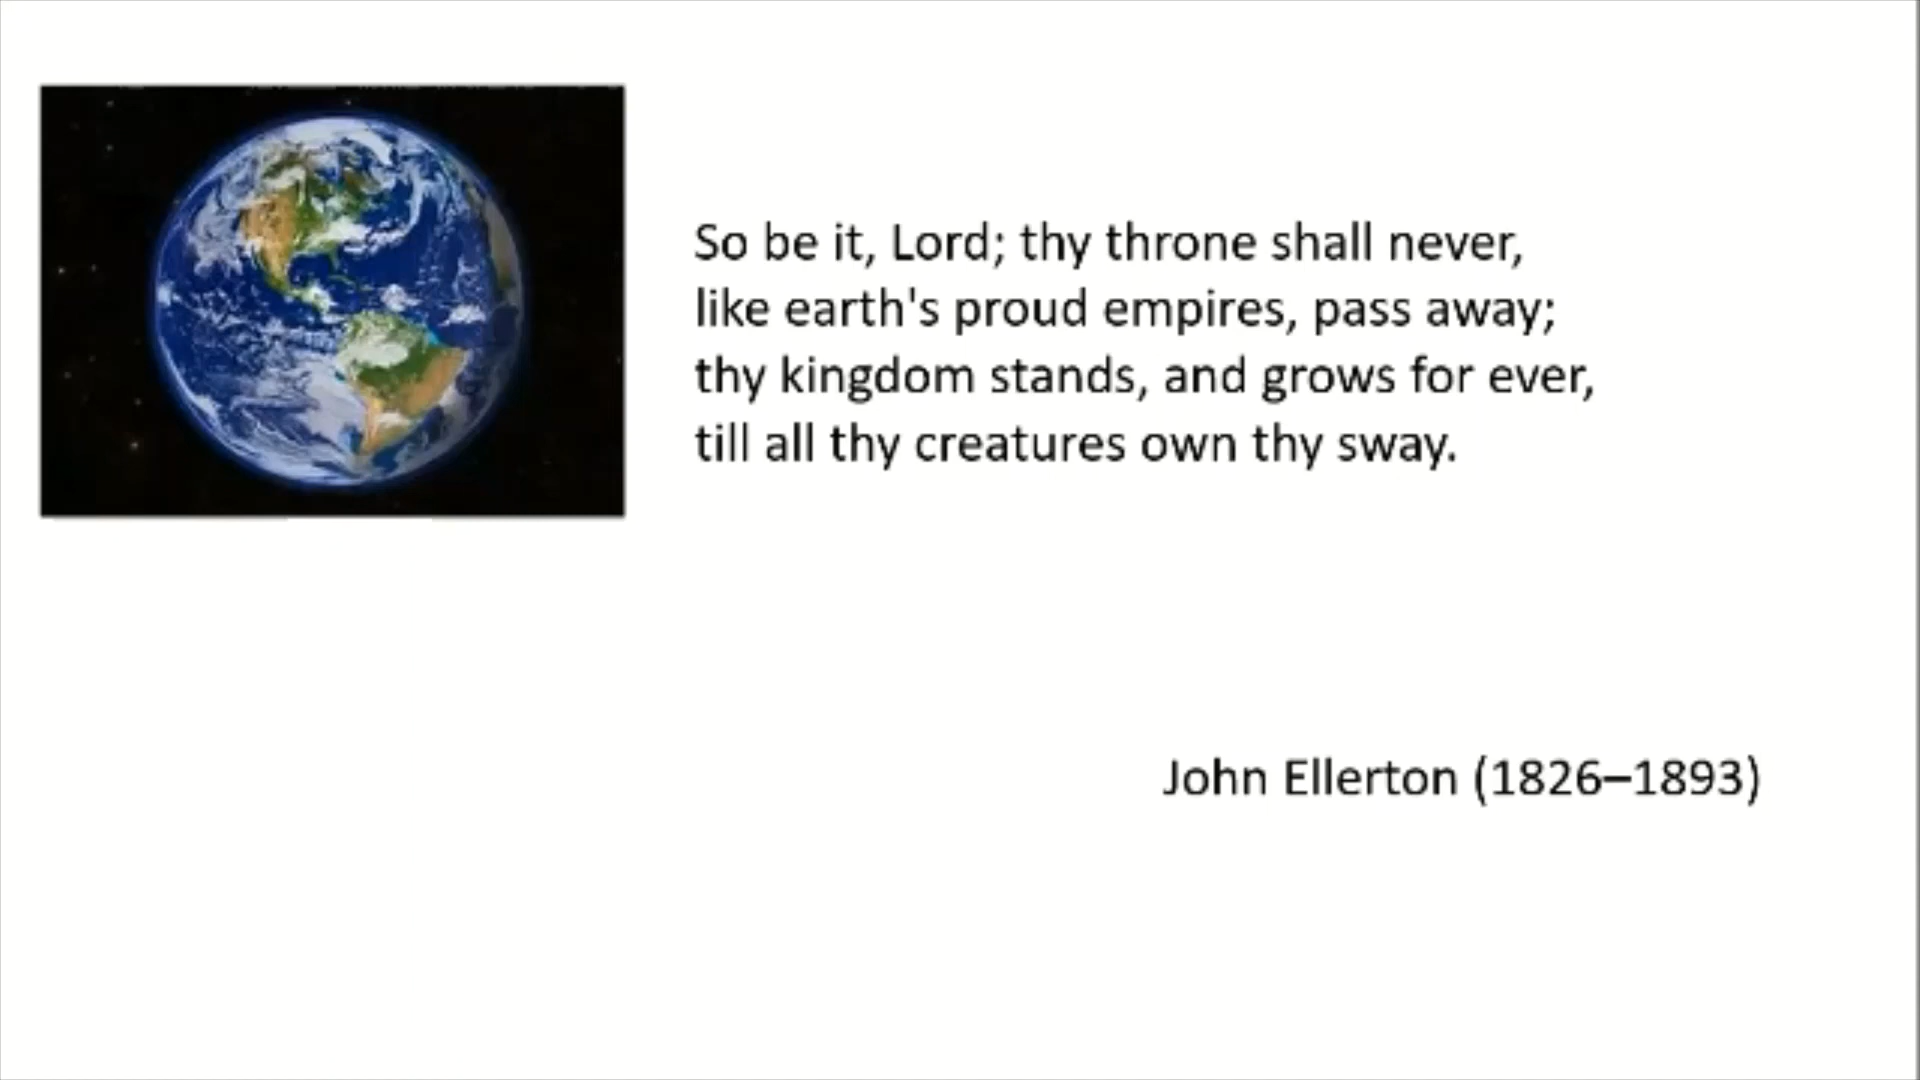 So be it, Lord; thy throne shall never,
like earth's proud empires, pass away;
thy kingdom stands, and grows for ever,
till all thy creatures own thy sway.
John Ellerton (1826–1893)